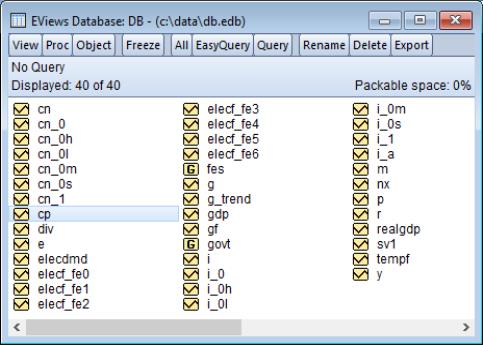 EViews Database: DB - (c:\data\db.edb)
View Proc Object Freeze All EasyQuery Query Rename Delete Export
No Query
Displayed: 40 of 40 Packable space: 0%
cn
cn_0
cn_0h
cn_0l
cn_0m
cn_0s
cn_1
cp
div
e
elecdmd
elecf_fe0
elecf_fe1
elecf_fe2
elecf_fe3
elecf_fe4
elecf_fe5
elecf_fe6
G fes
g
g_trend
gdp
gf
G govt
i
i_0
i_0h
i_0l
i_0m
i_0s
i_1
i_a
m
nx
p
r
realgdp
sv1
tempf
y